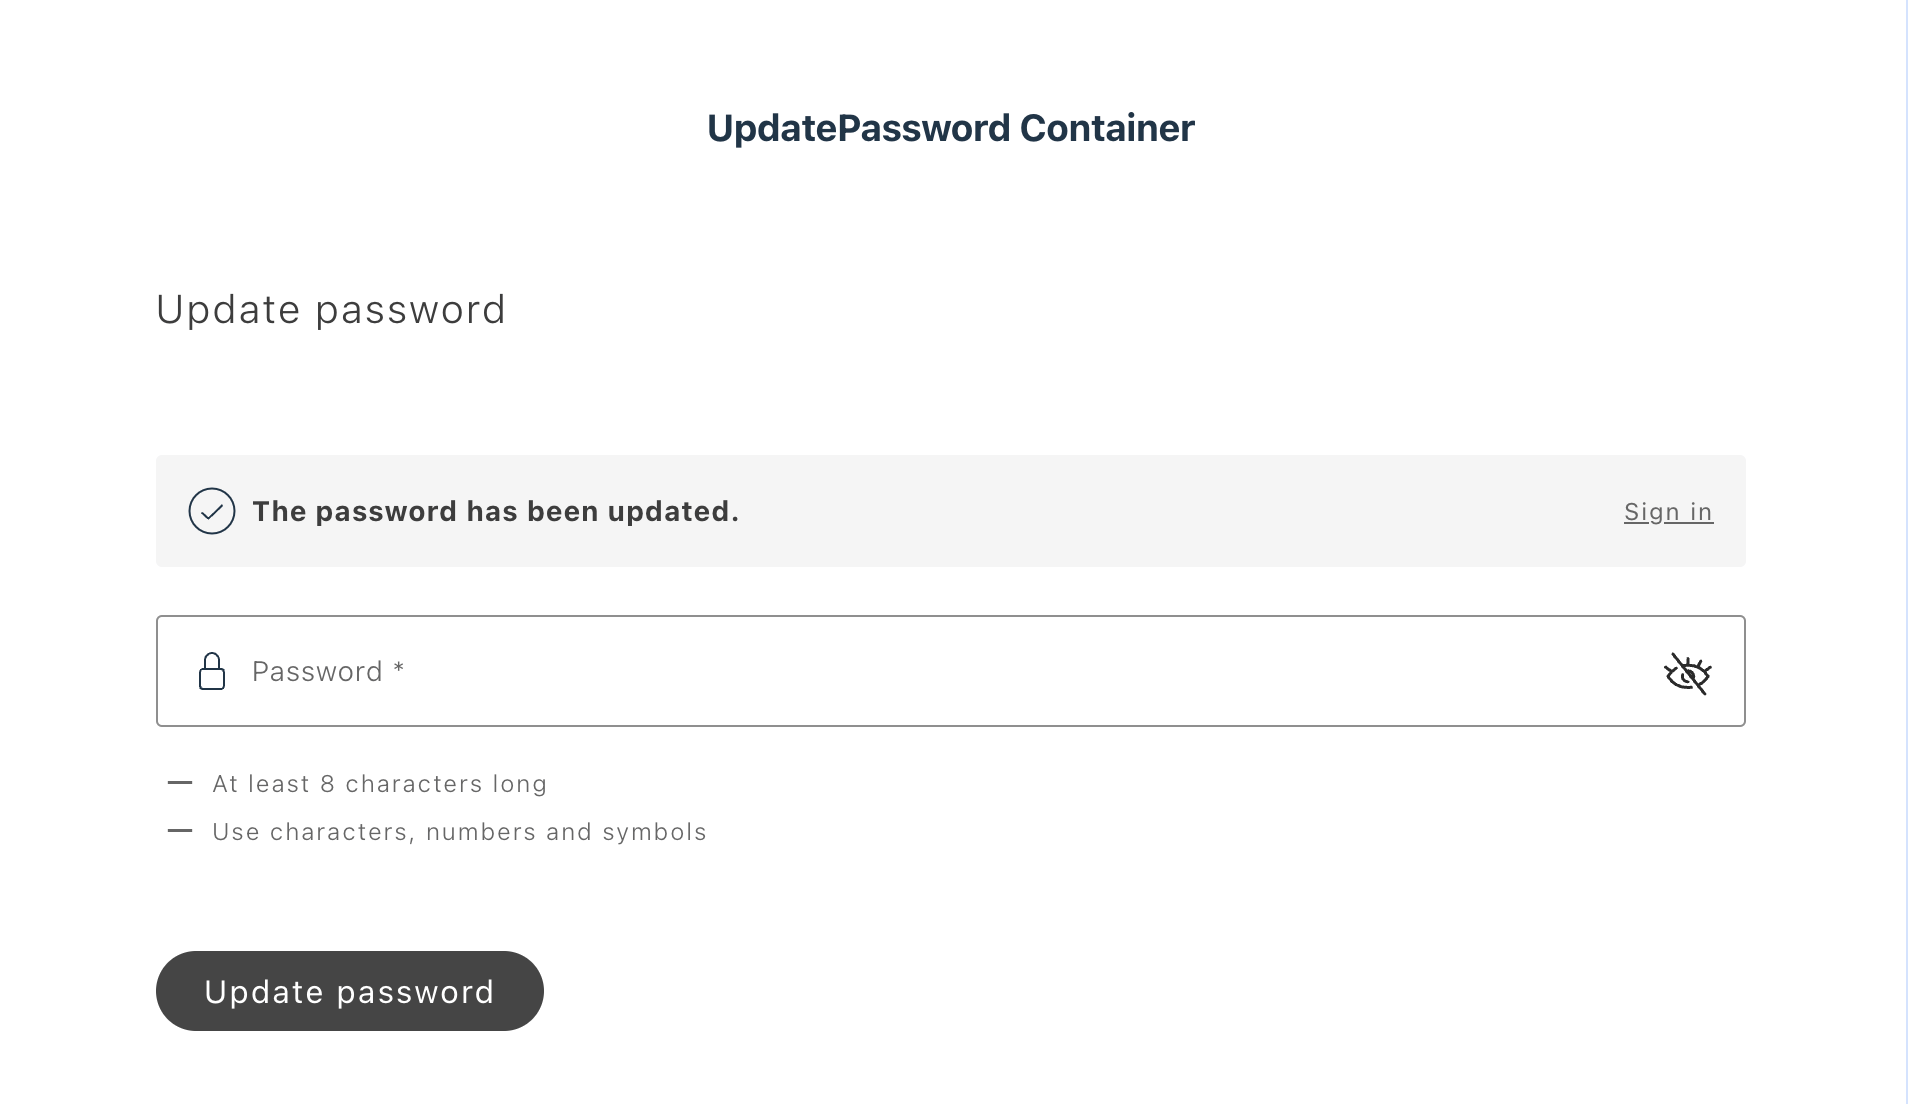 UpdatePassword Container
Update password
The password has been updated.
Sign in
Password *
At least 8 characters long
Use characters, numbers and symbols
Update password